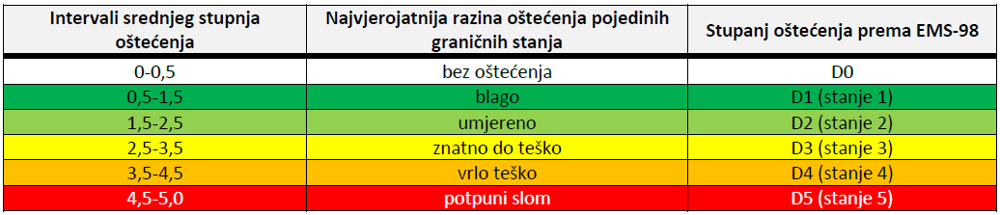 Intervali srednjeg stupnja oštećenja | Najvjerojatnija razina oštećenja pojedinih graničnih stanja | Stupanj oštećenja prema EMS-98
0-0,5 | bez oštećenja | D0
0,5-1,5 | blago | D1 (stanje 1)
1,5-2,5 | umjereno | D2 (stanje 2)
2,5-3,5 | znatno do teško | D3 (stanje 3)
3,5-4,5 | vrlo teško | D4 (stanje 4)
4,5-5,0 | potpuni slom | D5 (stanje 5)